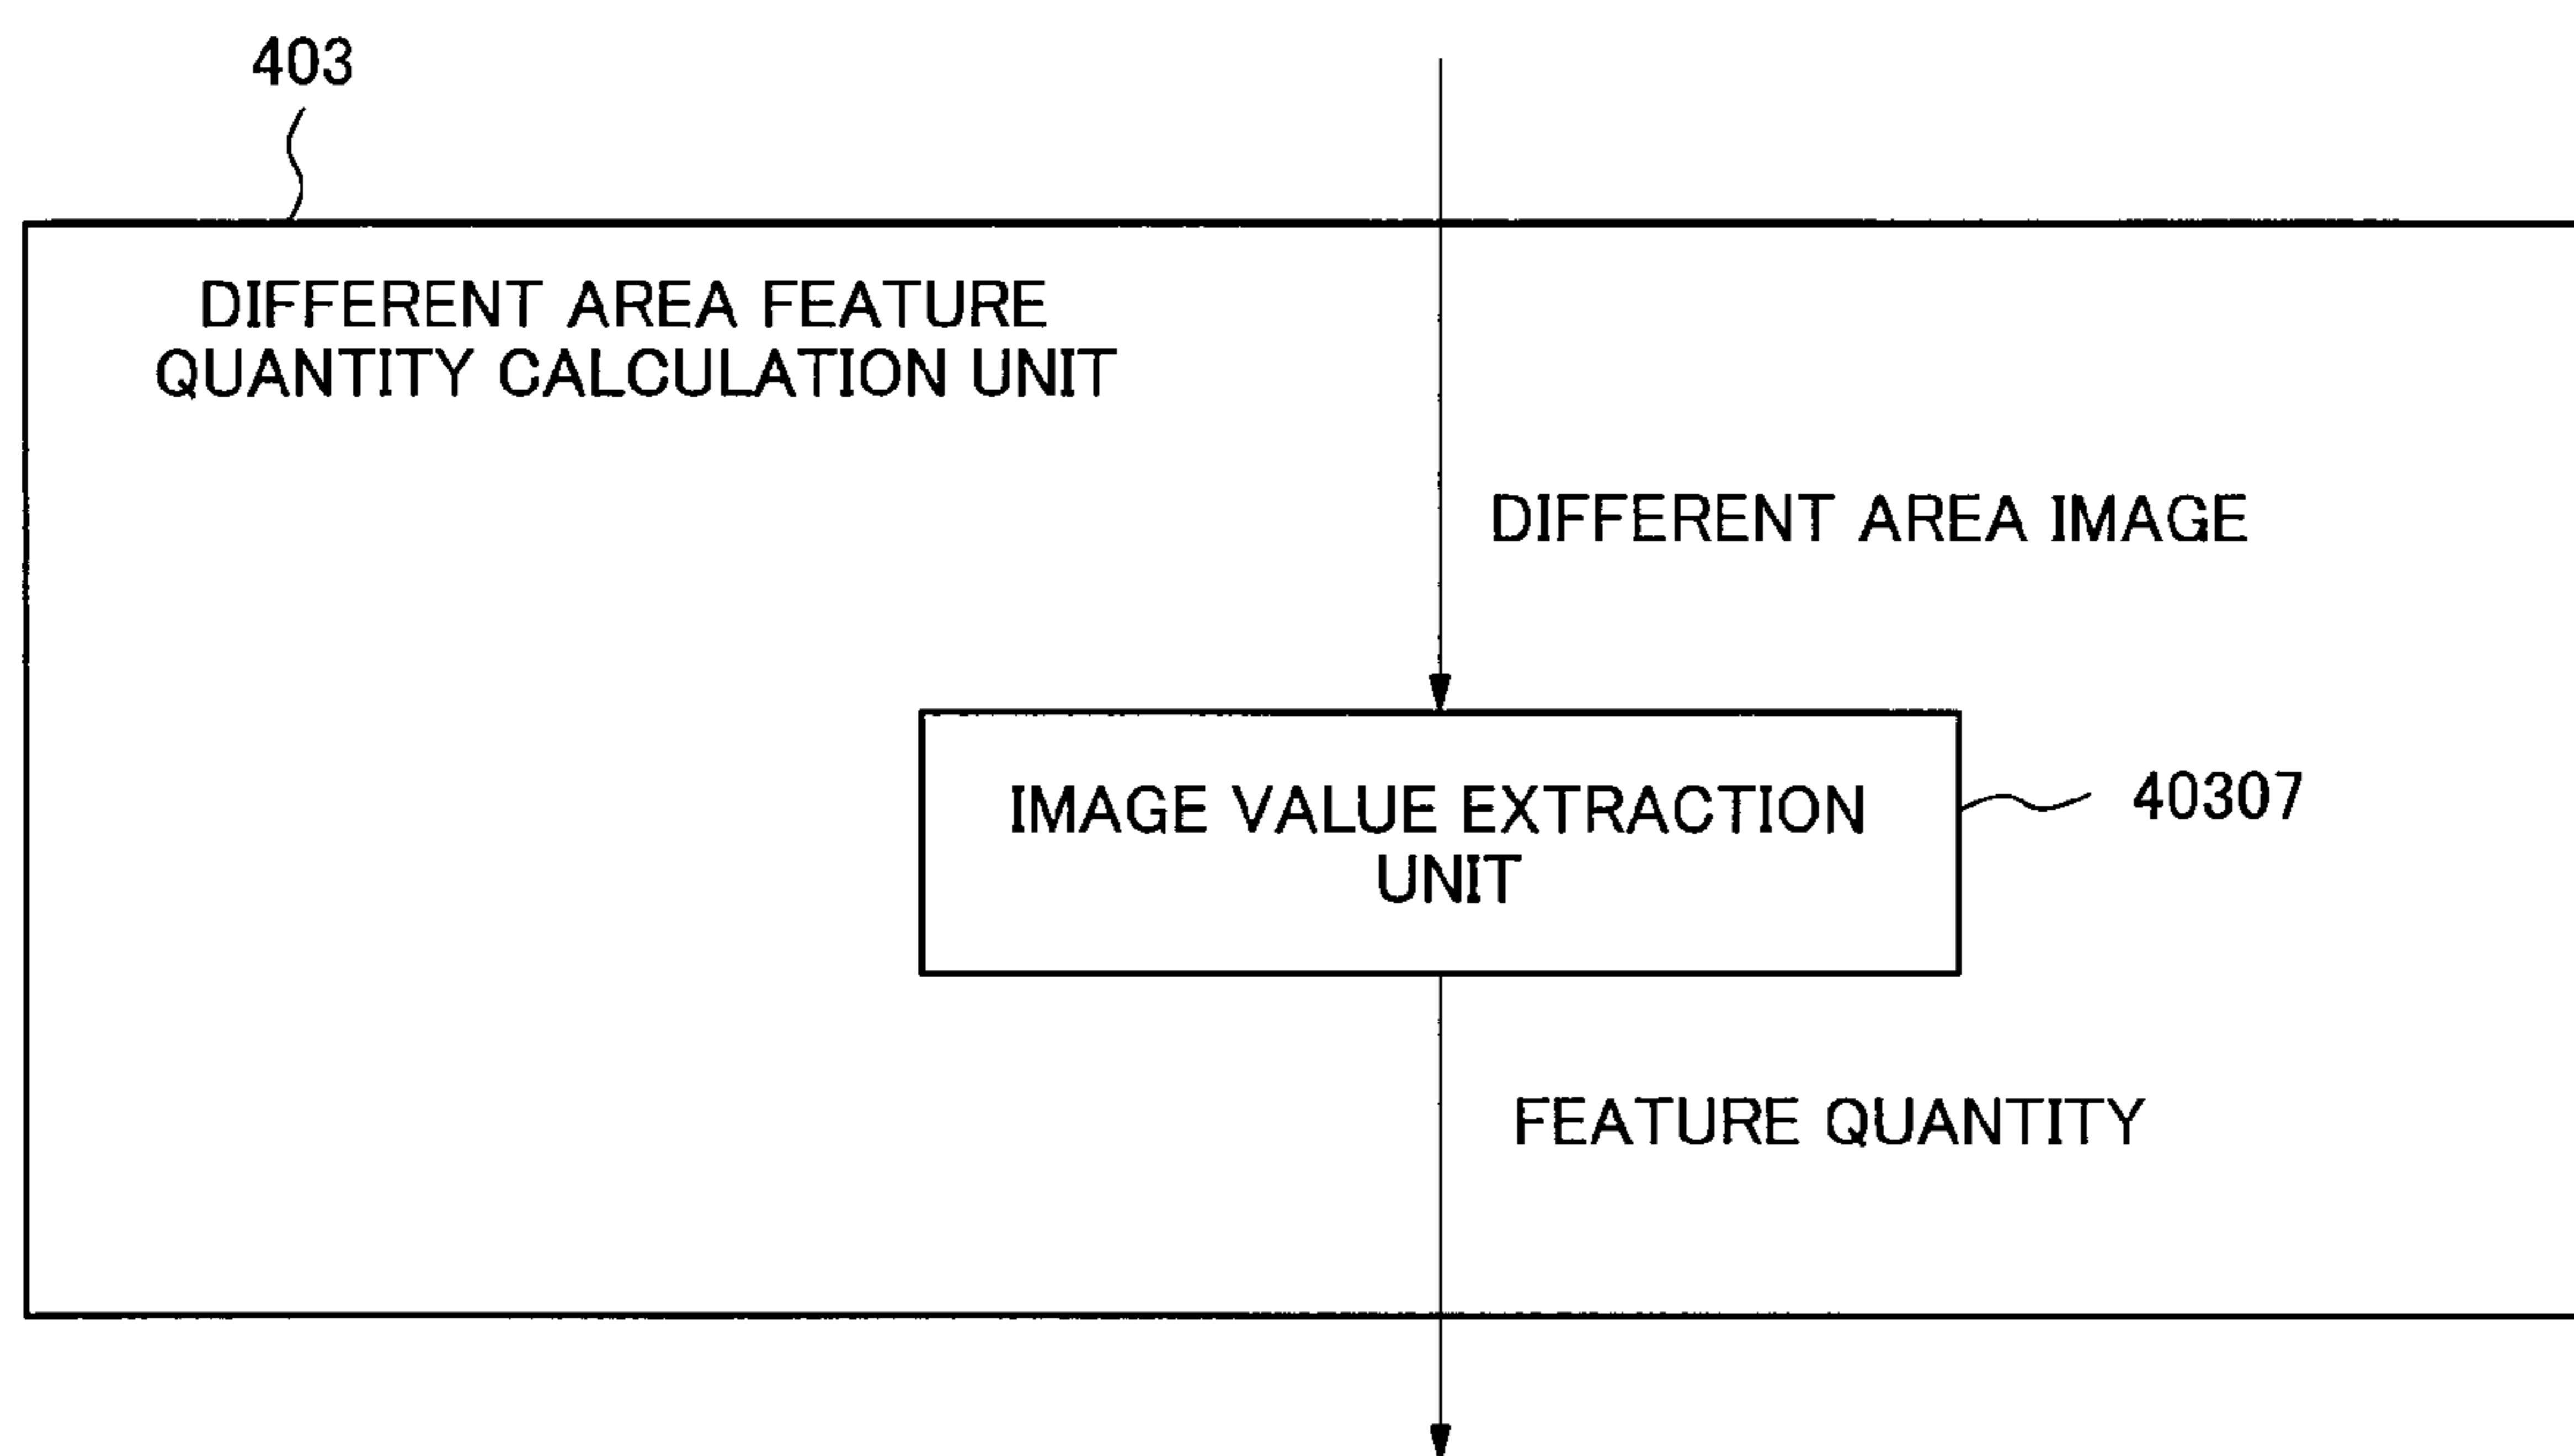 403
DIFFERENT AREA FEATURE
QUANTITY CALCULATION UNIT
DIFFERENT AREA IMAGE
IMAGE VALUE EXTRACTION
UNIT
40307
FEATURE QUANTITY